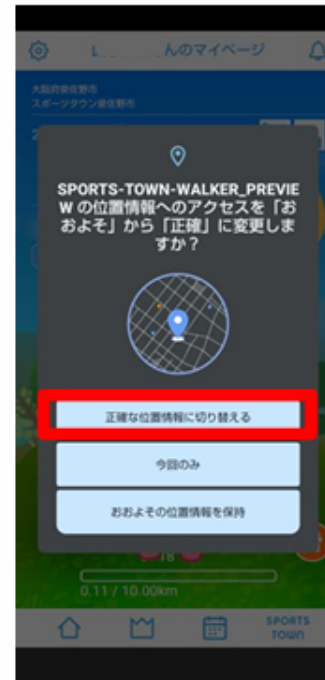 んのマイページ
大阪府泉佐野市
スポーツタウン泉佐野市
SPORTS-TOWN-WALKER_PREVIE
W の位置情報へのアクセスを「お
およそ」から「正確」に変更しま
すか？
正確な位置情報に切り替える
今回のみ
おおよその位置情報を保持
18
0.11 / 10.00km
SPORTS
TOWN